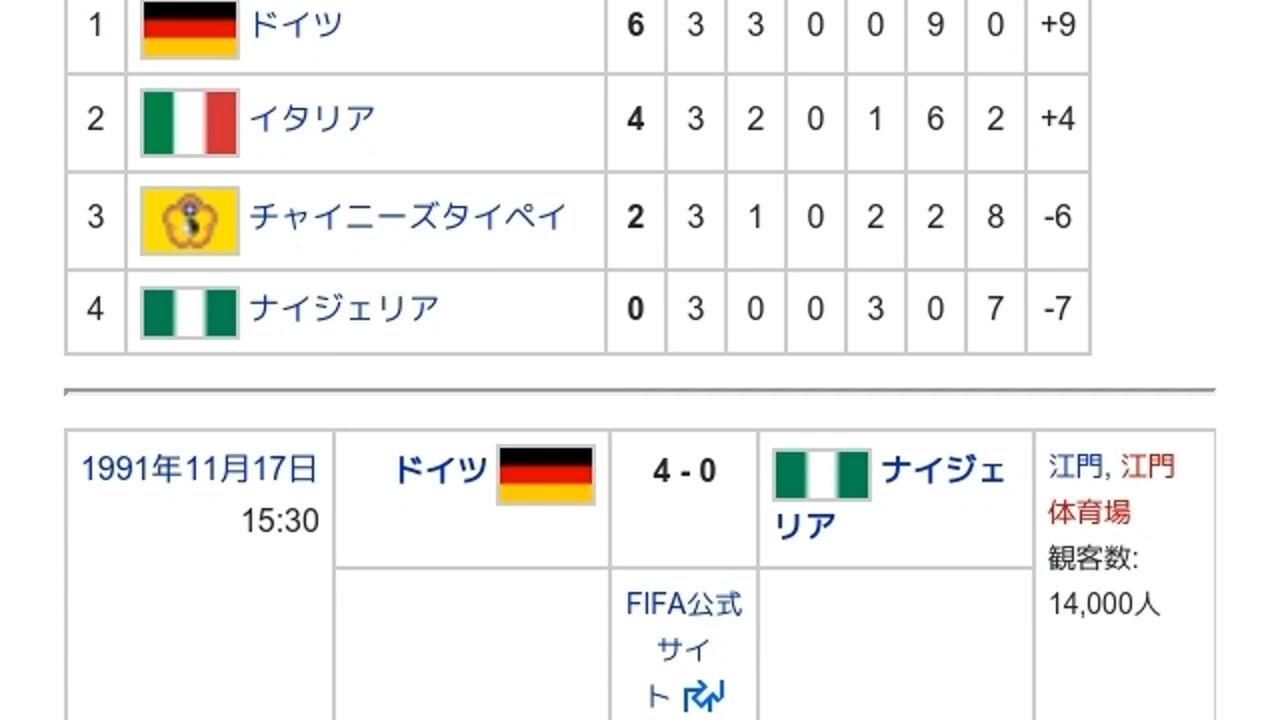 1 ドイツ 6 3 3 0 0 9 0 +9
2 イタリア 4 3 2 0 1 6 2 +4
3 チャイニーズタイペイ 2 3 1 0 2 2 8 -6
4 ナイジェリア 0 3 0 0 3 0 7 -7
1991年11月17日
15:30
ドイツ
4 - 0
ナイジェ
リア
江門, 江門
体育場
観客数:
14,000人
FIFA公式
サイ
ト